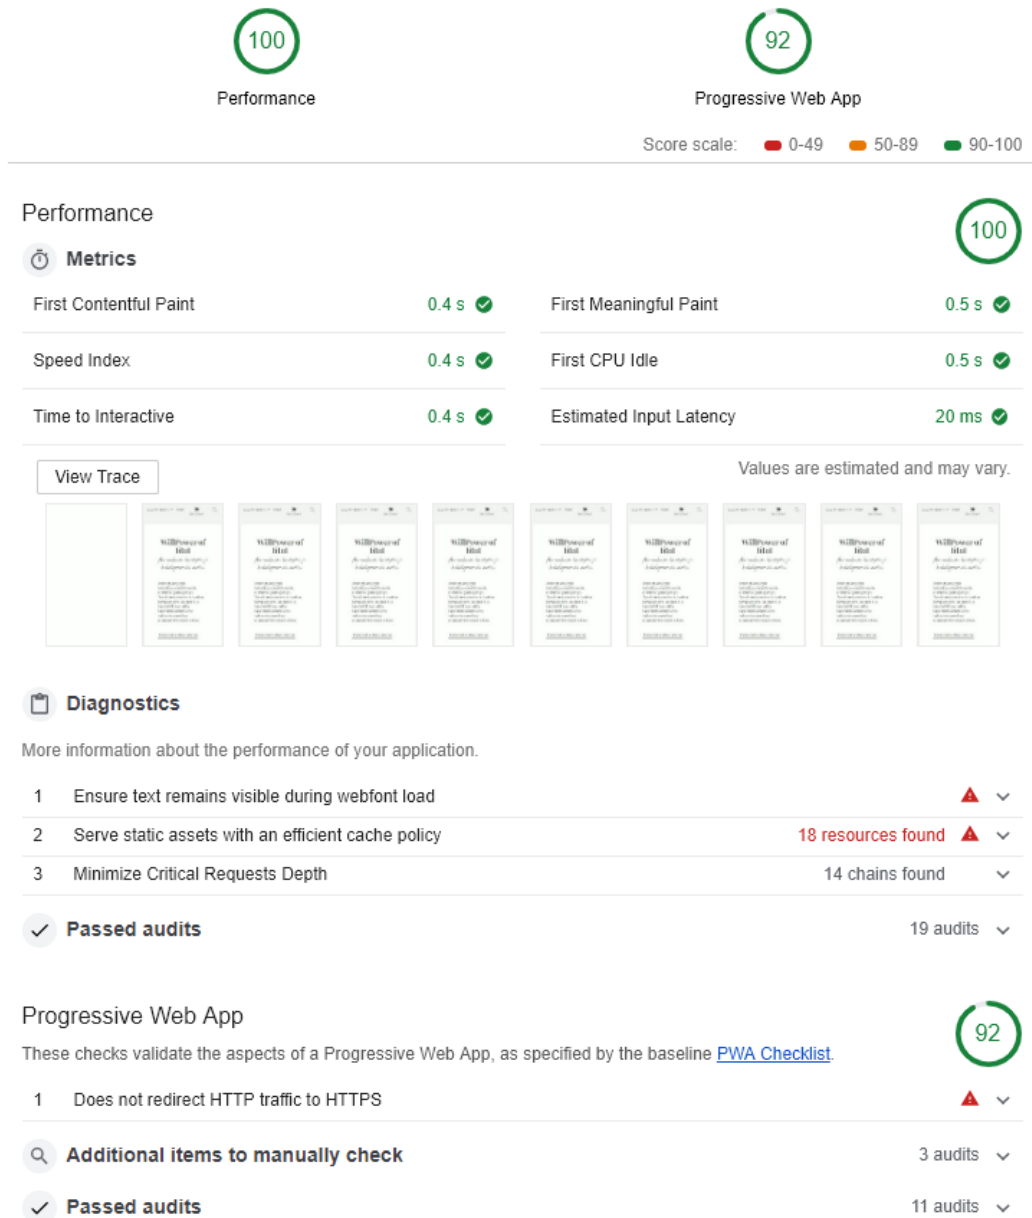 100
92
Performance
Progressive Web App
Score scale: 0-49 50-89 90-100
Performance
100
Metrics
First Contentful Paint 0.4 s
First Meaningful Paint 0.5 s
Speed Index 0.4 s
First CPU Idle 0.5 s
Time to Interactive 0.4 s
Estimated Input Latency 20 ms
View Trace
Values are estimated and may vary.
Diagnostics
More information about the performance of your application.
1 Ensure text remains visible during webfont load
2 Serve static assets with an efficient cache policy 18 resources found
3 Minimize Critical Requests Depth 14 chains found
Passed audits 19 audits
Progressive Web App
92
These checks validate the aspects of a Progressive Web App, as specified by the baseline PWA Checklist.
1 Does not redirect HTTP traffic to HTTPS
Additional items to manually check 3 audits
Passed audits 11 audits